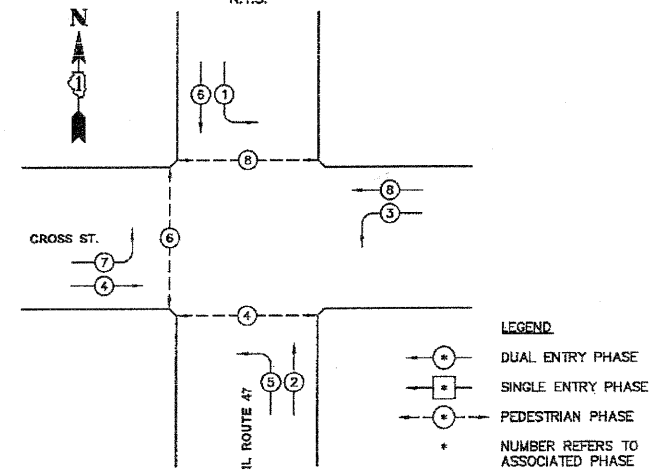 N.T.S.
N
1
6 1
8
8
3
CROSS ST.
6
7
4
4
5 2
IL ROUTE 47
LEGEND
* DUAL ENTRY PHASE
* SINGLE ENTRY PHASE
* PEDESTRIAN PHASE
* NUMBER REFERS TO
ASSOCIATED PHASE